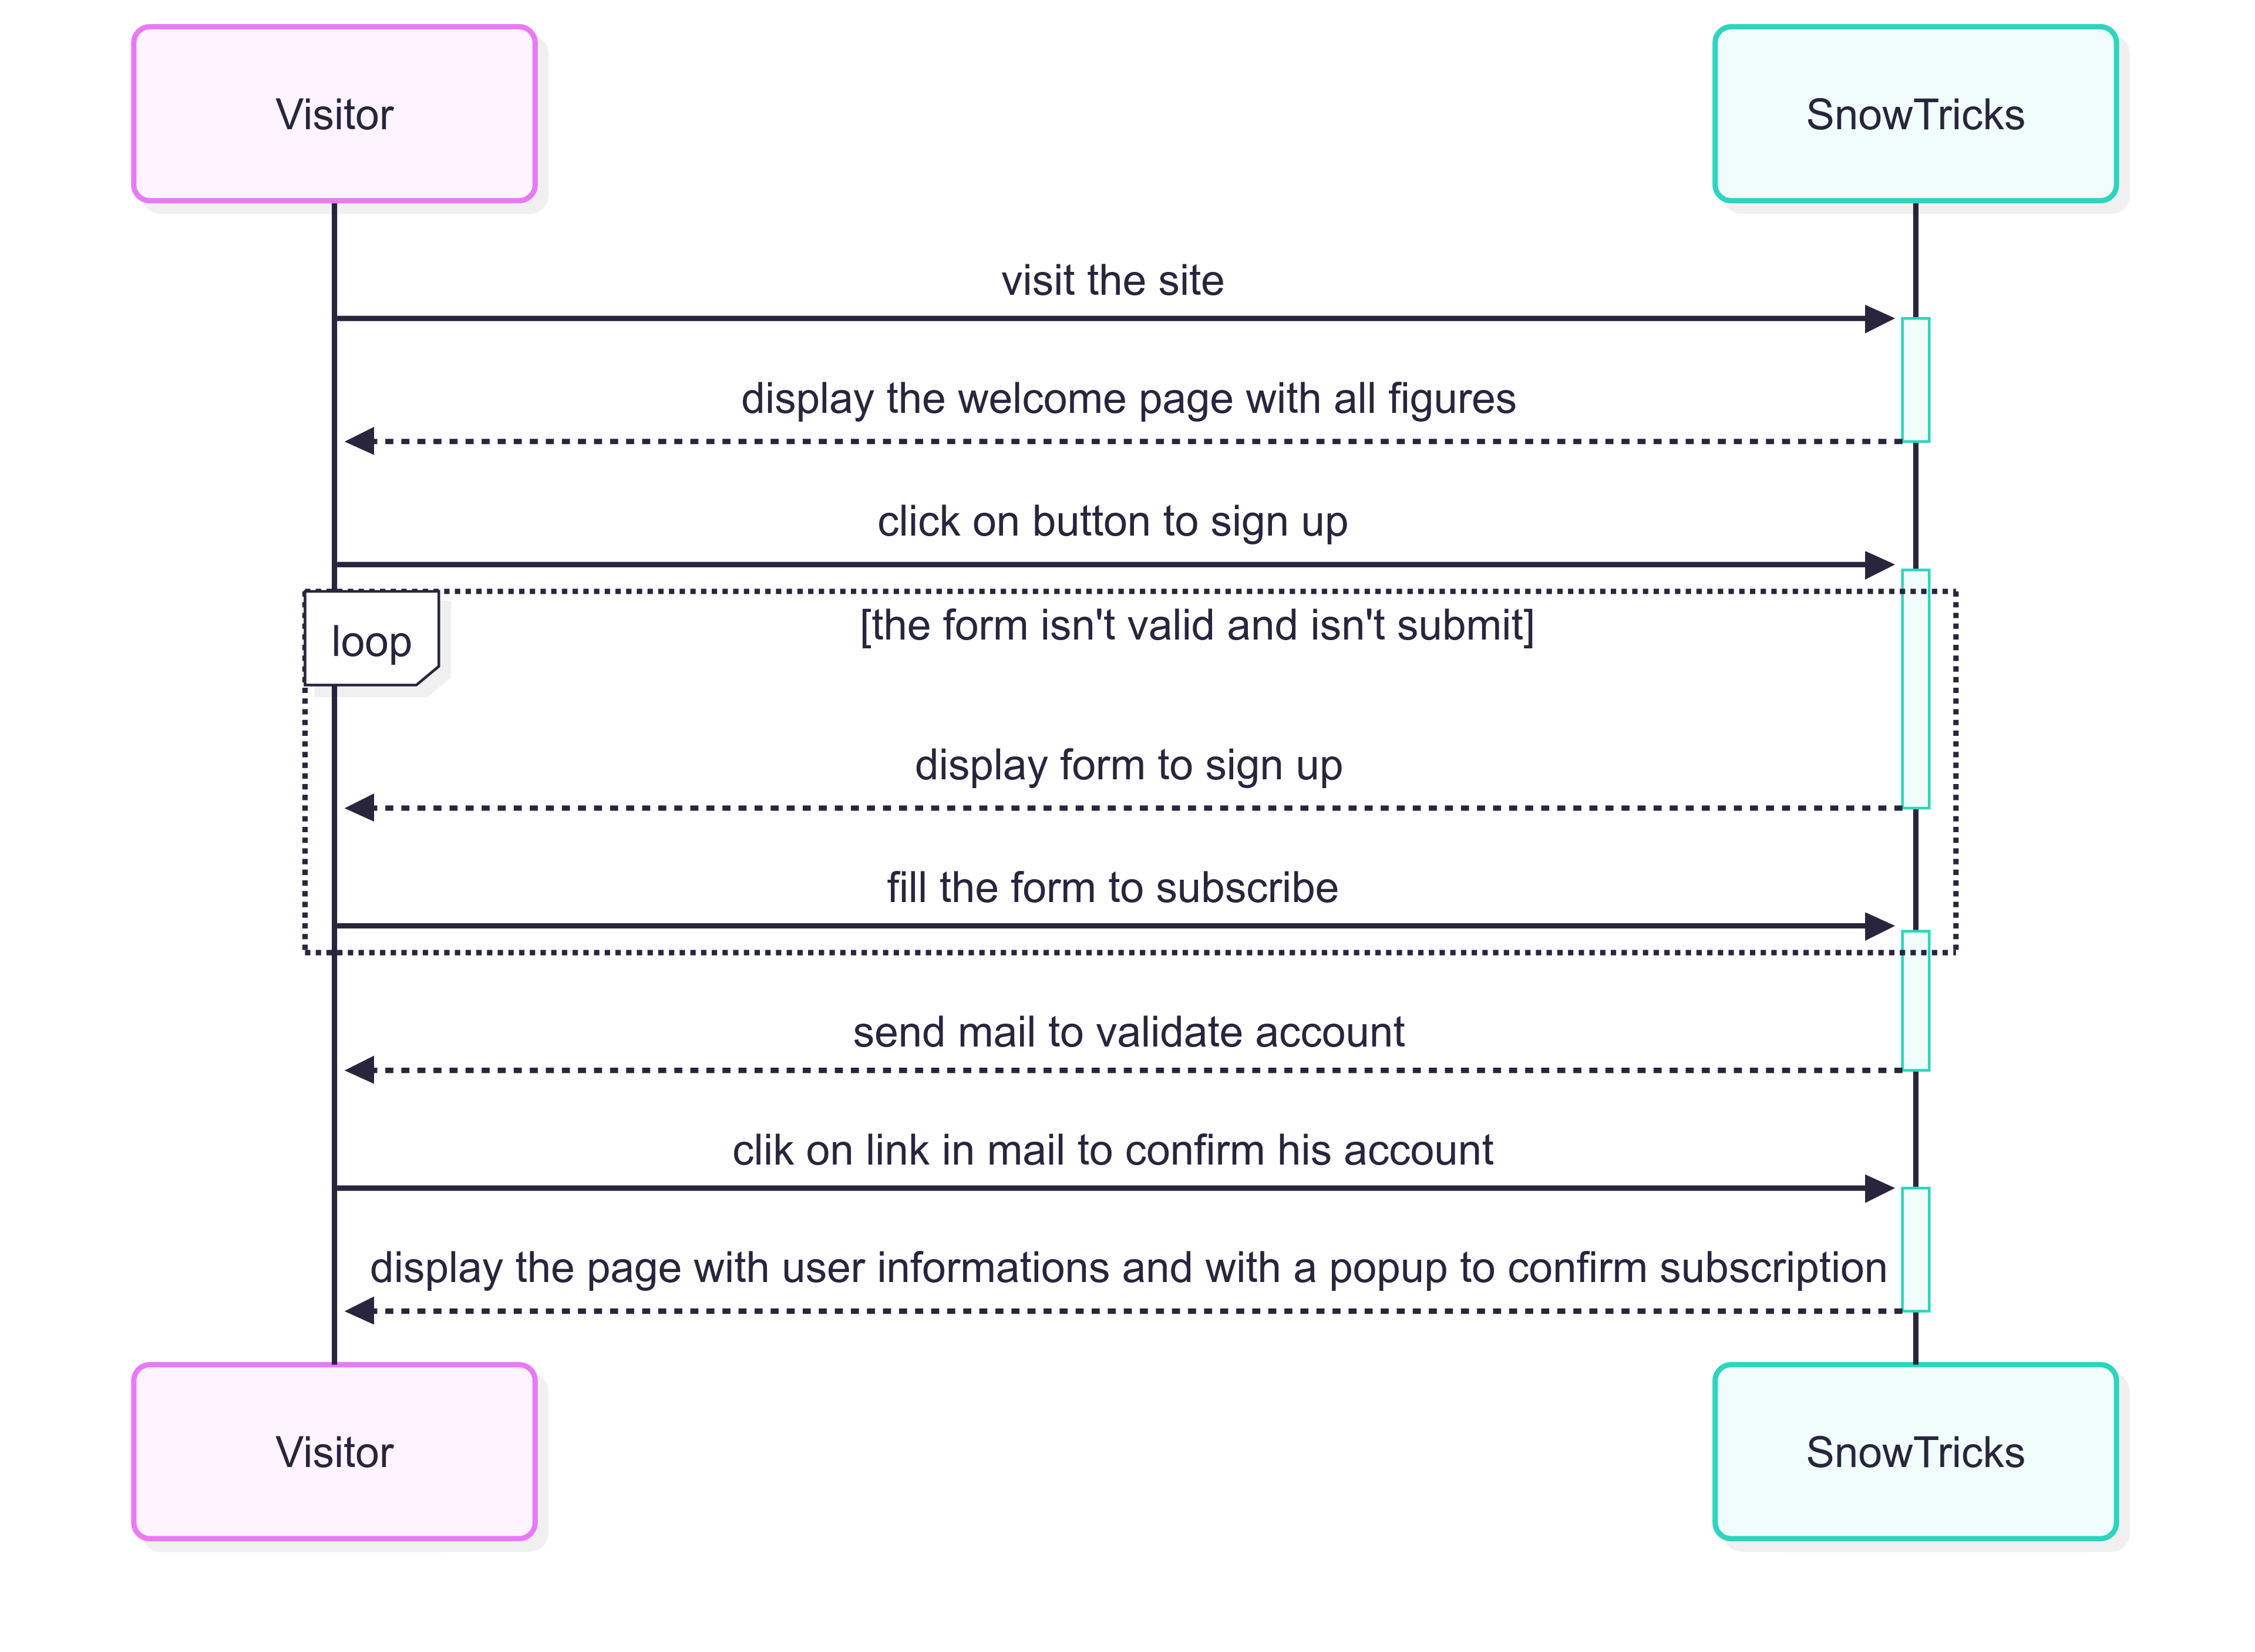 Visitor
SnowTricks
visit the site
display the welcome page with all figures
click on button to sign up
loop
[the form isn't valid and isn't submit]
display form to sign up
fill the form to subscribe
send mail to validate account
clik on link in mail to confirm his account
display the page with user informations and with a popup to confirm subscription
Visitor
SnowTricks